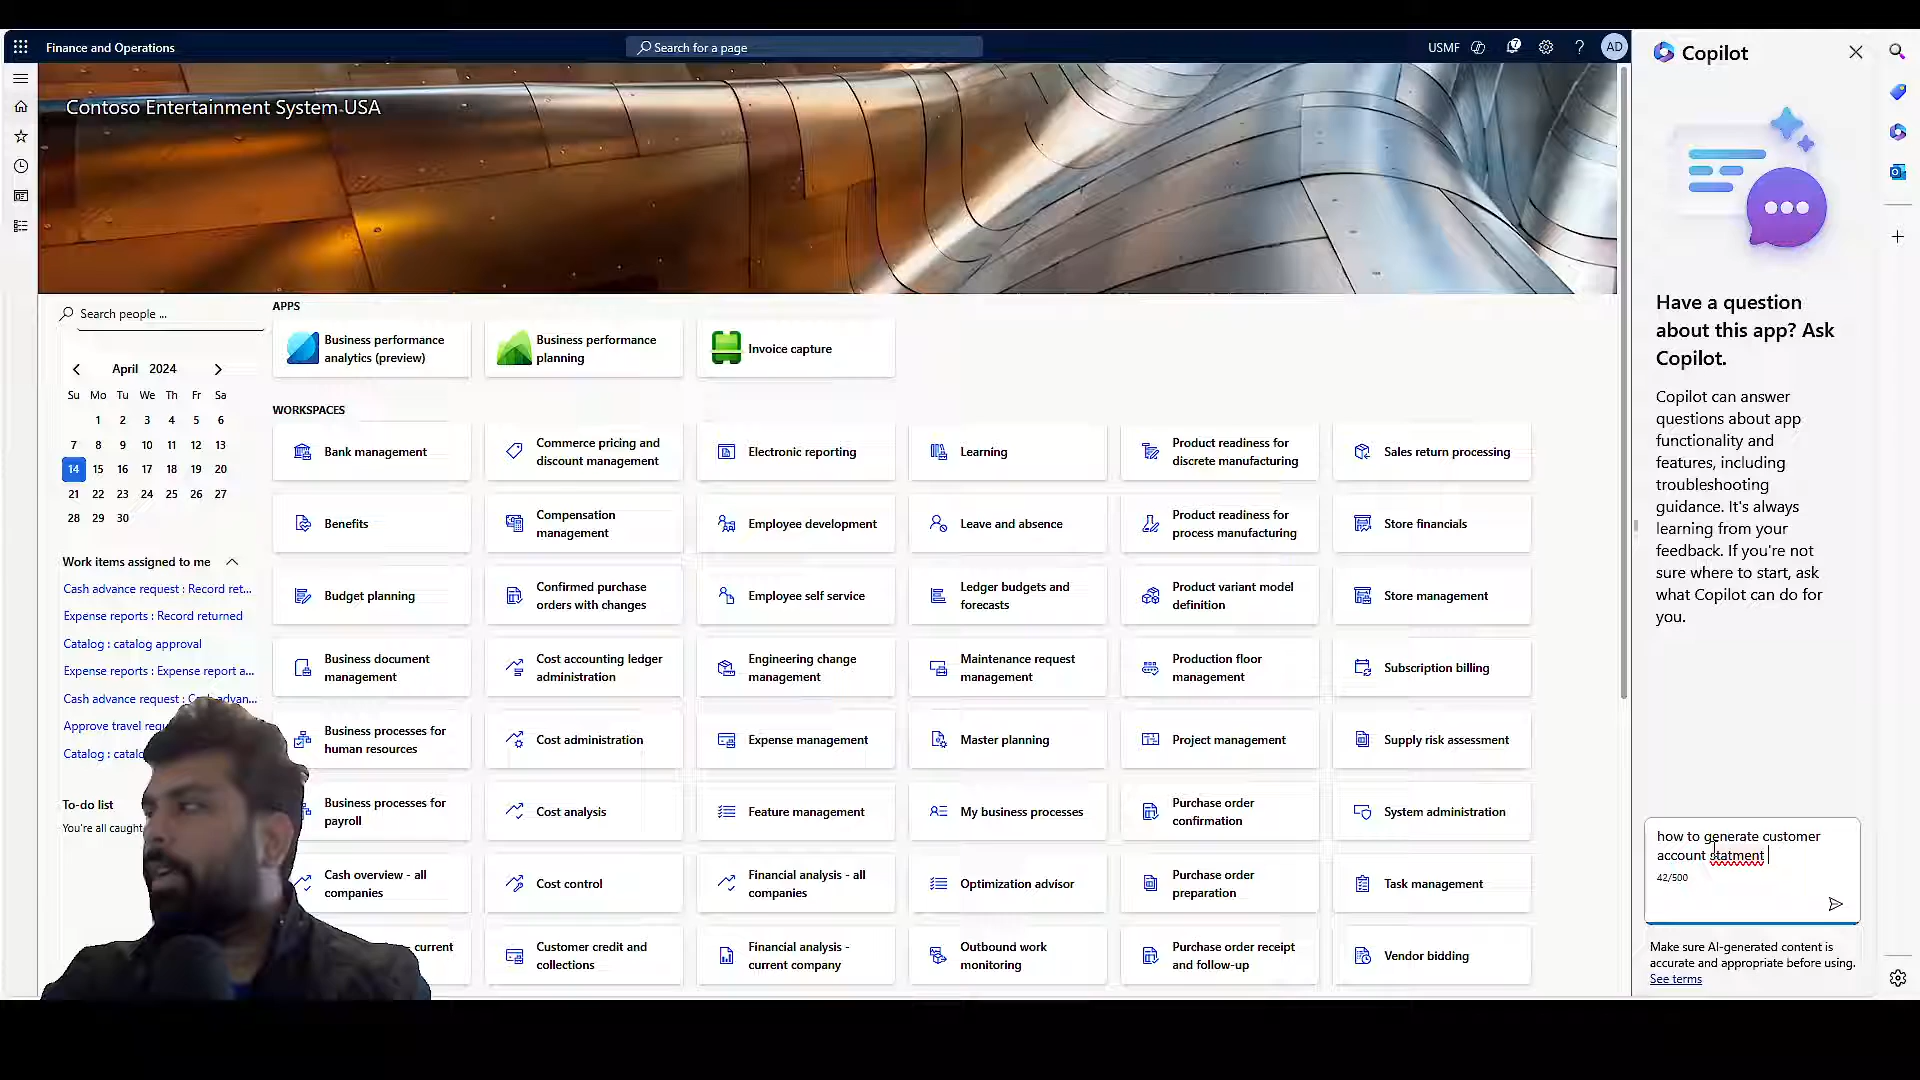 Finance and Operations
Search for a page
USMF
7
?
AD
Contoso Entertainment System USA
Search people ...
April 2024
Su Mo Tu We Th Fr Sa
1 2 3 4 5 6
7 8 9 10 11 12 13
14 15 16 17 18 19 20
21 22 23 24 25 26 27
28 29 30
Work items assigned to me
Cash advance request : Record ret...
Expense reports : Record returned
Catalog : catalog approval
Expense reports : Expense report a...
Cash advance request :
advan...
Approve travel requ
Catalog : catalo
To-do list
You're all caught
APPS
Business performance
analytics (preview)
Business performance
planning
Invoice capture
WORKSPACES
Bank management
Commerce pricing and
discount management
Electronic reporting
Learning
Product readiness for
discrete manufacturing
Sales return processing
Benefits
Compensation
management
Employee development
Leave and absence
Product readiness for
process manufacturing
Store financials
Budget planning
Confirmed purchase
orders with changes
Employee self service
Ledger budgets and
forecasts
Product variant model
definition
Store management
Business document
management
Cost accounting ledger
administration
Engineering change
management
Maintenance request
management
Production floor
management
Subscription billing
Business processes for
human resources
Cost administration
Expense management
Master planning
Project management
Supply risk assessment
Business processes for
payroll
Cost analysis
Feature management
My business processes
Purchase order
confirmation
System administration
Cash overview - all
companies
Cost control
Financial analysis - all
companies
Optimization advisor
Purchase order
preparation
Task management
current
Customer credit and
collections
Financial analysis -
current company
Outbound work
monitoring
Purchase order receipt
and follow-up
Vendor bidding
Copilot
Have a question
about this app? Ask
Copilot.
Copilot can answer
questions about app
functionality and
features, including
troubleshooting
guidance. It's always
learning from your
feedback. If you're not
sure where to start, ask
what Copilot can do for
you.
how to generate customer
account statment
42/500
Make sure AI-generated content is
accurate and appropriate before using.
See terms